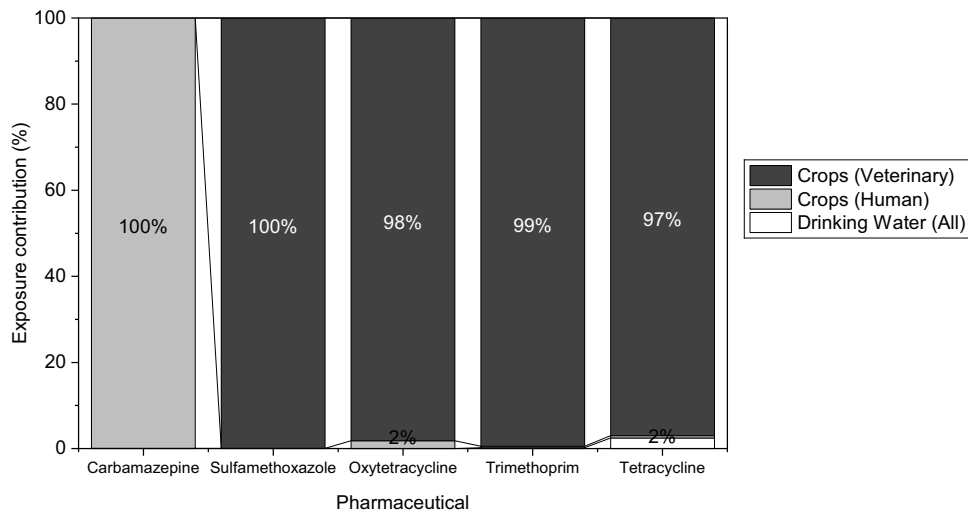 100
80
60
40
20
0
Exposure contribution (%)
100%
100%
98%
99%
97%
2%
2%
Carbamazepine
Sulfamethoxazole
Oxytetracycline
Trimethoprim
Tetracycline
Pharmaceutical
Crops (Veterinary)
Crops (Human)
Drinking Water (All)